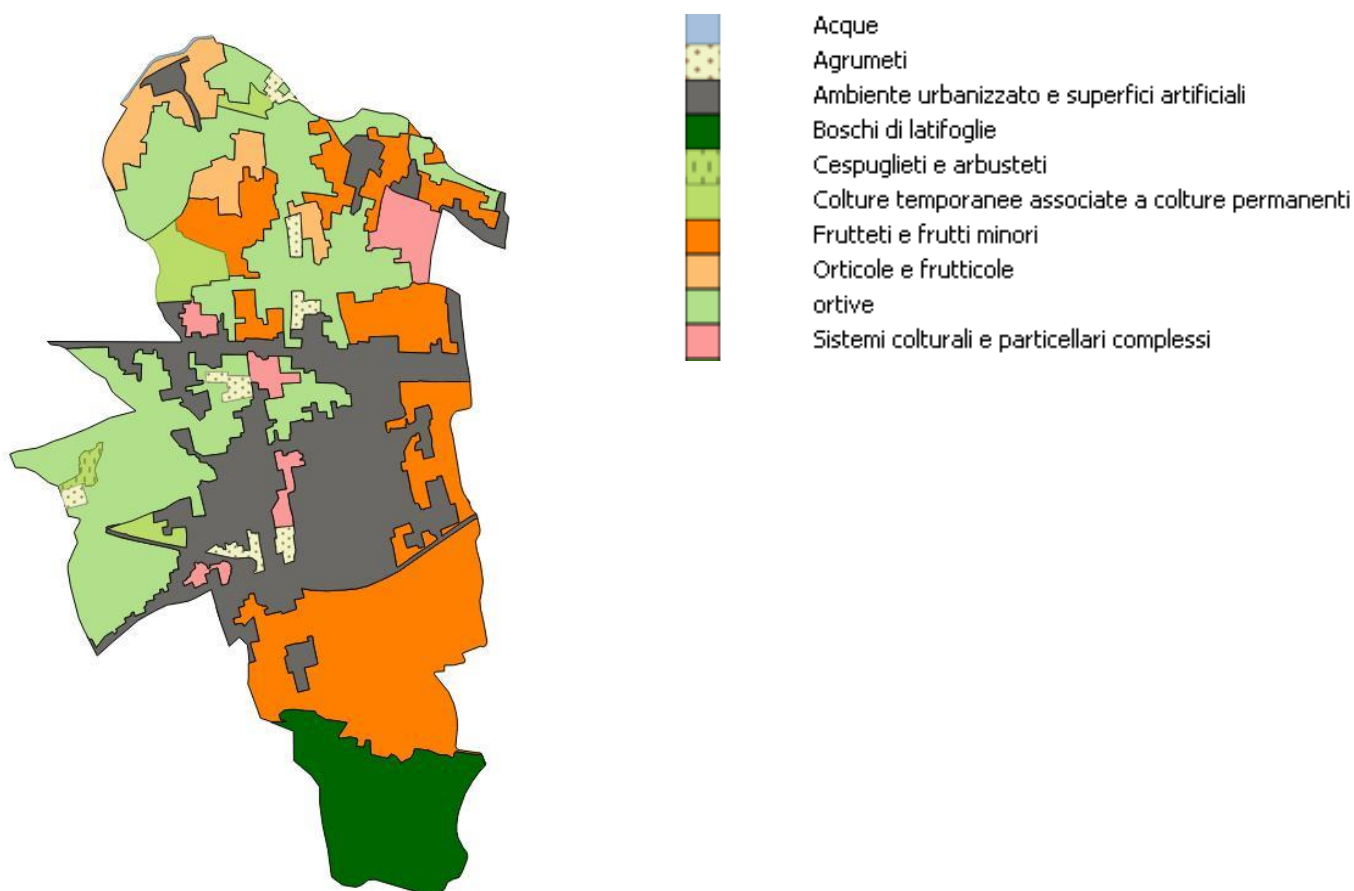 Acque
Agrumeti
Ambiente urbanizzato e superfici artificiali
Boschi di latifoglie
Cespuglieti e arbusteti
Colture temporanee associate a colture permanenti
Frutteti e frutti minori
Orticole e frutticole
ortive
Sistemi colturali e particellari complessi